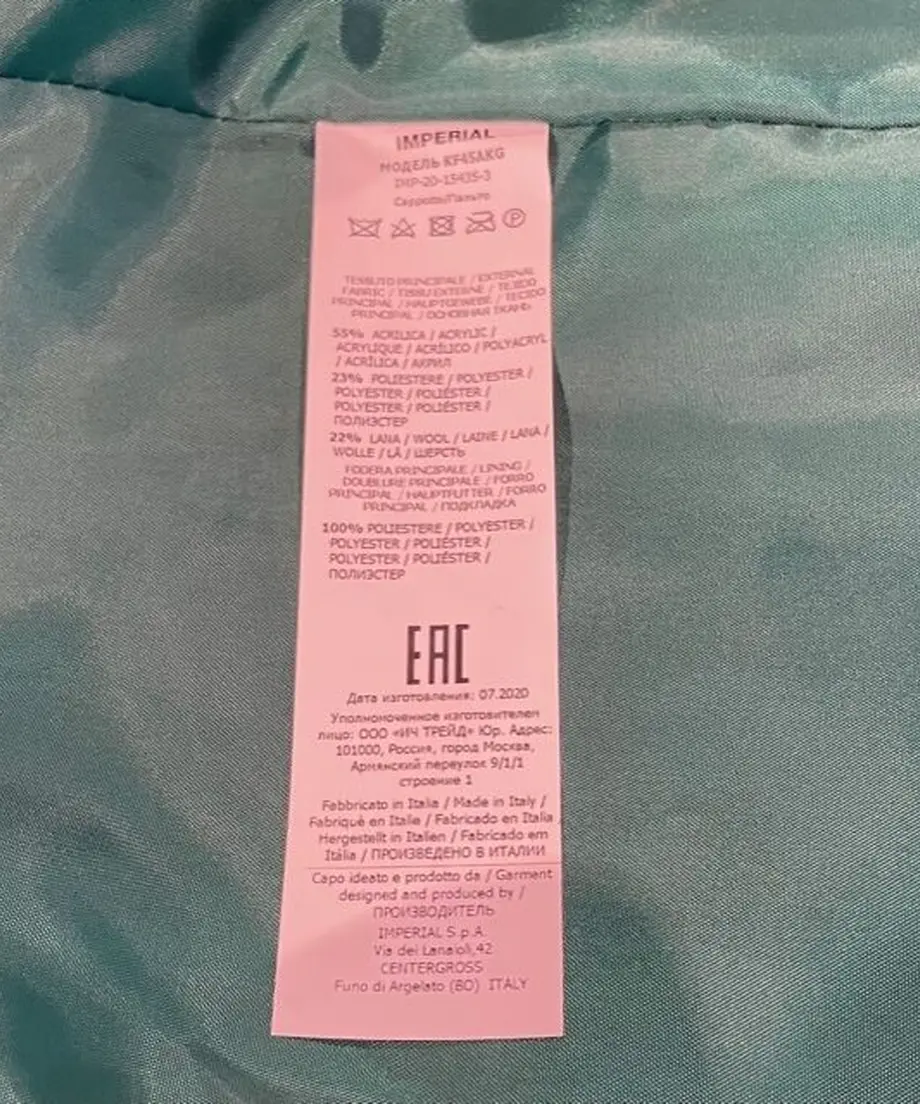 IMPERIAL
МОДЕЛЬ KF45AKG
IMP-20-15435-3
Cappotto/Пальто
TESSUTO PRINCIPALE / EXTERNAL
FABRIC / TISSU EXTERNE / TEJIDO
PRINCIPAL / HAUPTGEWEBE / TECIDO
PRINCIPAL / ОСНОВНАЯ ТКАНЬ
55% ACRILICA / ACRYLIC /
ACRYLIQUE / ACRÍLICO / POLYACRYL
/ ACRÍLICA / АКРИЛ
23% POLIESTERE / POLYESTER /
POLYESTER / POLIÉSTER /
POLYESTER / POLIÉSTER /
ПОЛИЭСТЕР
22% LANA / WOOL / LAINE / LANA /
WOLLE / LÃ / ШЕРСТЬ
FODERA PRINCIPALE / LINING /
DOUBLURE PRINCIPALE / FORRO
PRINCIPAL / HAUPTFUTTER / FORRO
PRINCIPAL / ПОДКЛАДКА
100% POLIESTERE / POLYESTER /
POLYESTER / POLIÉSTER /
POLYESTER / POLIÉSTER /
ПОЛИЭСТЕР
EAC
Дата изготовления: 07.2020
Уполномоченное изготовителен
лицо: ООО «ИЧ ТРЕЙД» Юр. Адрес:
101000, Россия, город Москва,
Армянский переулок 9/1/1
строение 1
Fabbricato in Italia / Made in Italy /
Fabriqué en Italie / Fabricado en Italia
Hergestellt in Italien / Fabricado em
Itália / ПРОИЗВЕДЕНО В ИТАЛИИ
Capo ideato e prodotto da / Garment
designed and produced by /
ПРОИЗВОДИТЕЛЬ
IMPERIAL S.p.A.
Via dei Lanaioli,42
CENTERGROSS
Funo di Argelato (BO) ITALY